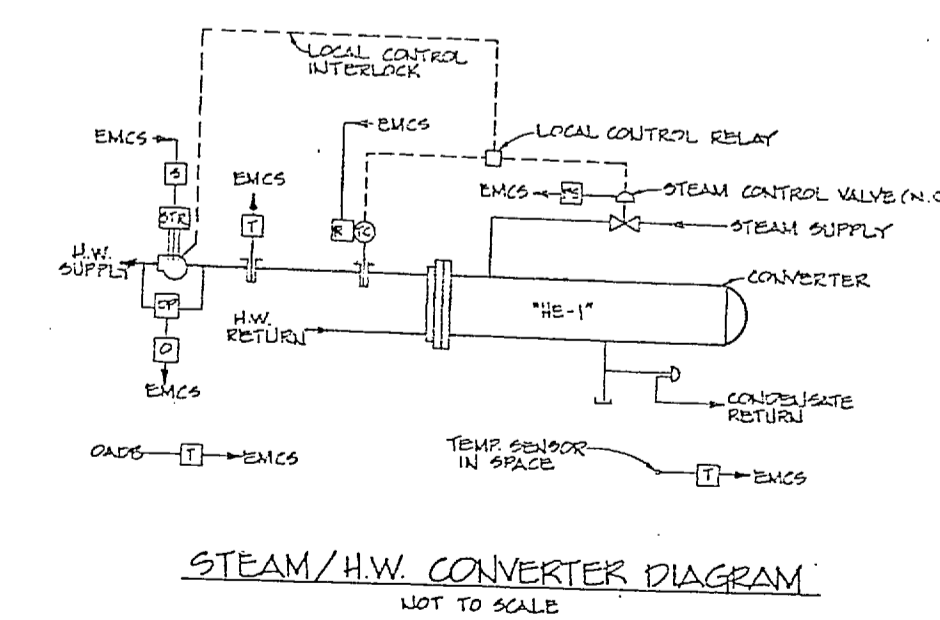 LOCAL CONTROL
INTERLOCK
EMCS
EMCS
LOCAL CONTROL RELAY
EMCS
S
EMCS
STEAM CONTROL VALVE (N.
STR
T
R
TC
STEAM SUPPLY
H.W.
SUPPLY
CONVERTER
"HE-1"
H.W.
RETURN
O
EMCS
CONDENSATE
RETURN
OADB
T
EMCS
TEMP. SENSOR
IN SPACE
T
EMCS
STEAM/H.W. CONVERTER DIAGRAM
NOT TO SCALE